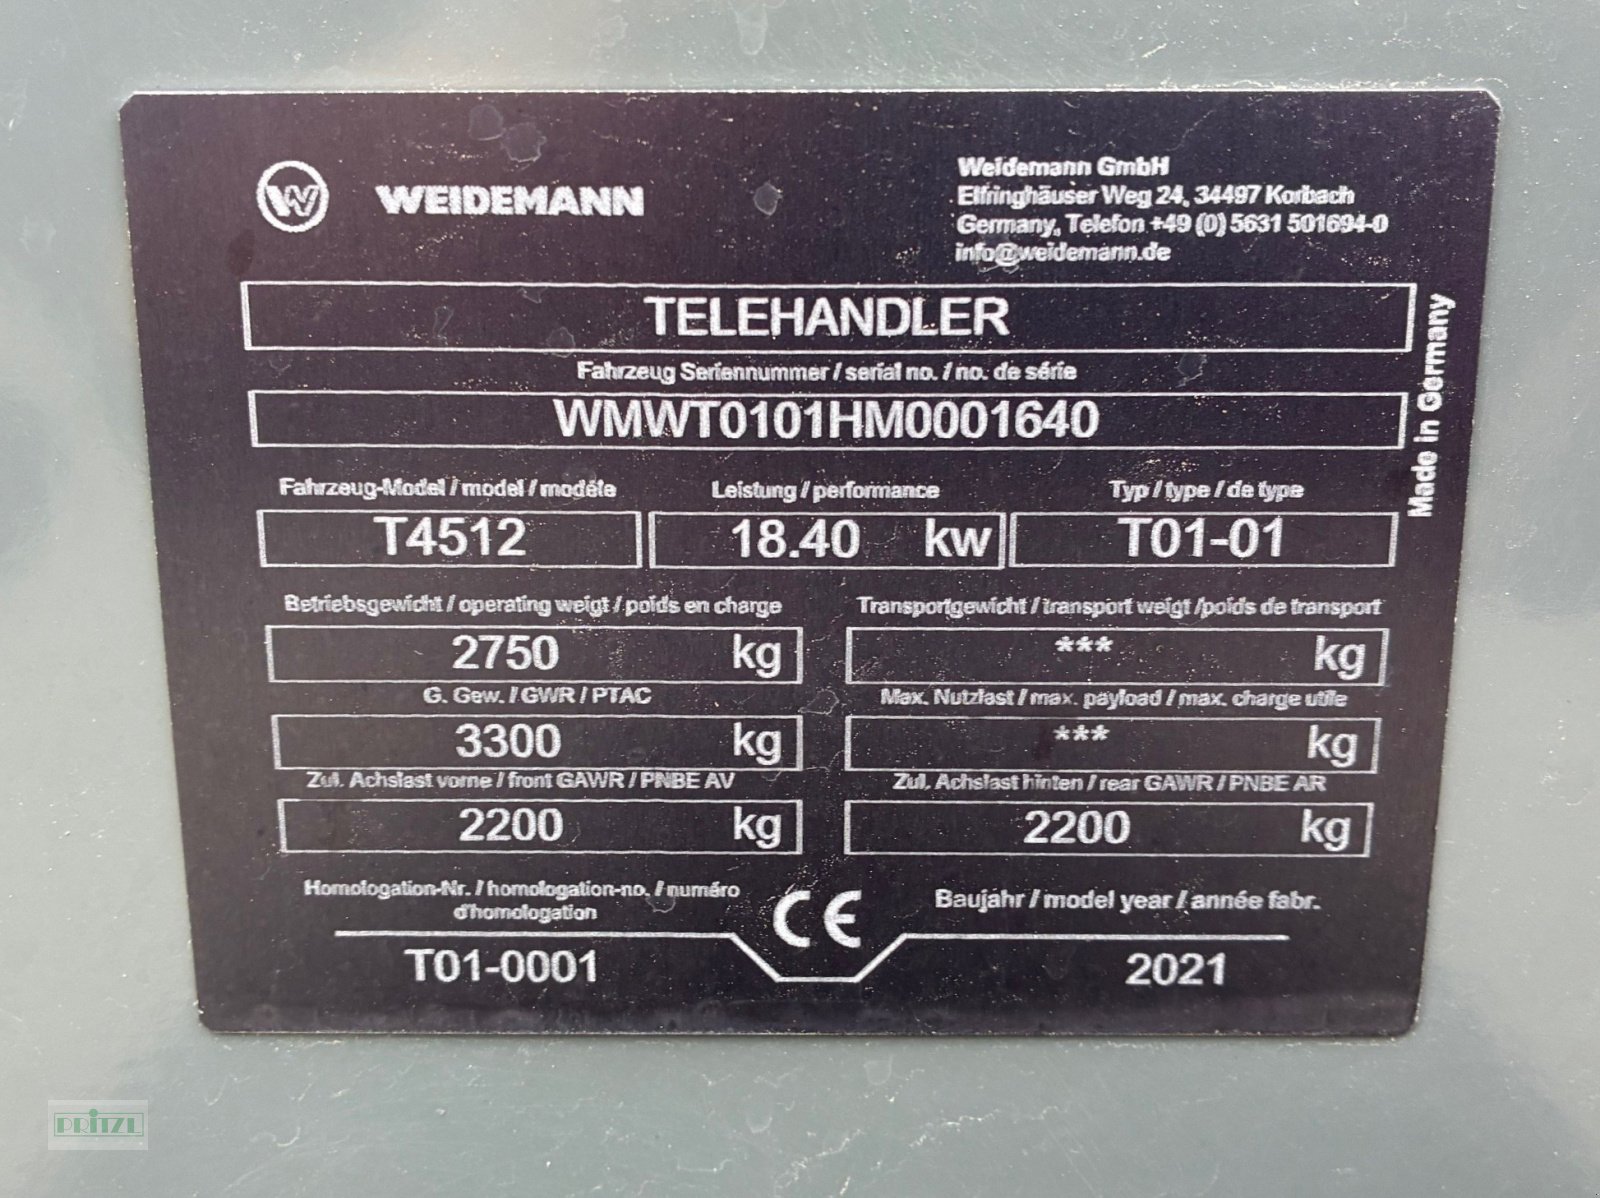 WEIDEMANN
Weidemann GmbH
Elfringhäuser Weg 24, 34497 Korbach
Germany, Telefon +49 (0) 5631 501694-0
info@weidemann.de
TELEHANDLER
Fahrzeug Seriennummer / serial no. / no. de série
WMWT0101HM0001640
Made in Germany
Fahrzeug-Model / model / modéle
Leistung / performance
Typ / type / de type
T4512
18.40 kw
T01-01
Betriebsgewicht / operating weigt / poids en charge
Transportgewicht / transport weigt /poids de transport
2750 kg
*** kg
G. Gew. / GWR / PTAC
Max. Nutzlast / max. payload / max. charge utile
3300 kg
*** kg
Zul. Achslast vorne / front GAWR / PNBE AV
Zul. Achslast hinten / rear GAWR / PNBE AR
2200 kg
2200 kg
Homologation-Nr. / homologation-no. / numéro
d'homologation
CE
Baujahr / model year / année fabr.
T01-0001
2021
PRITZL